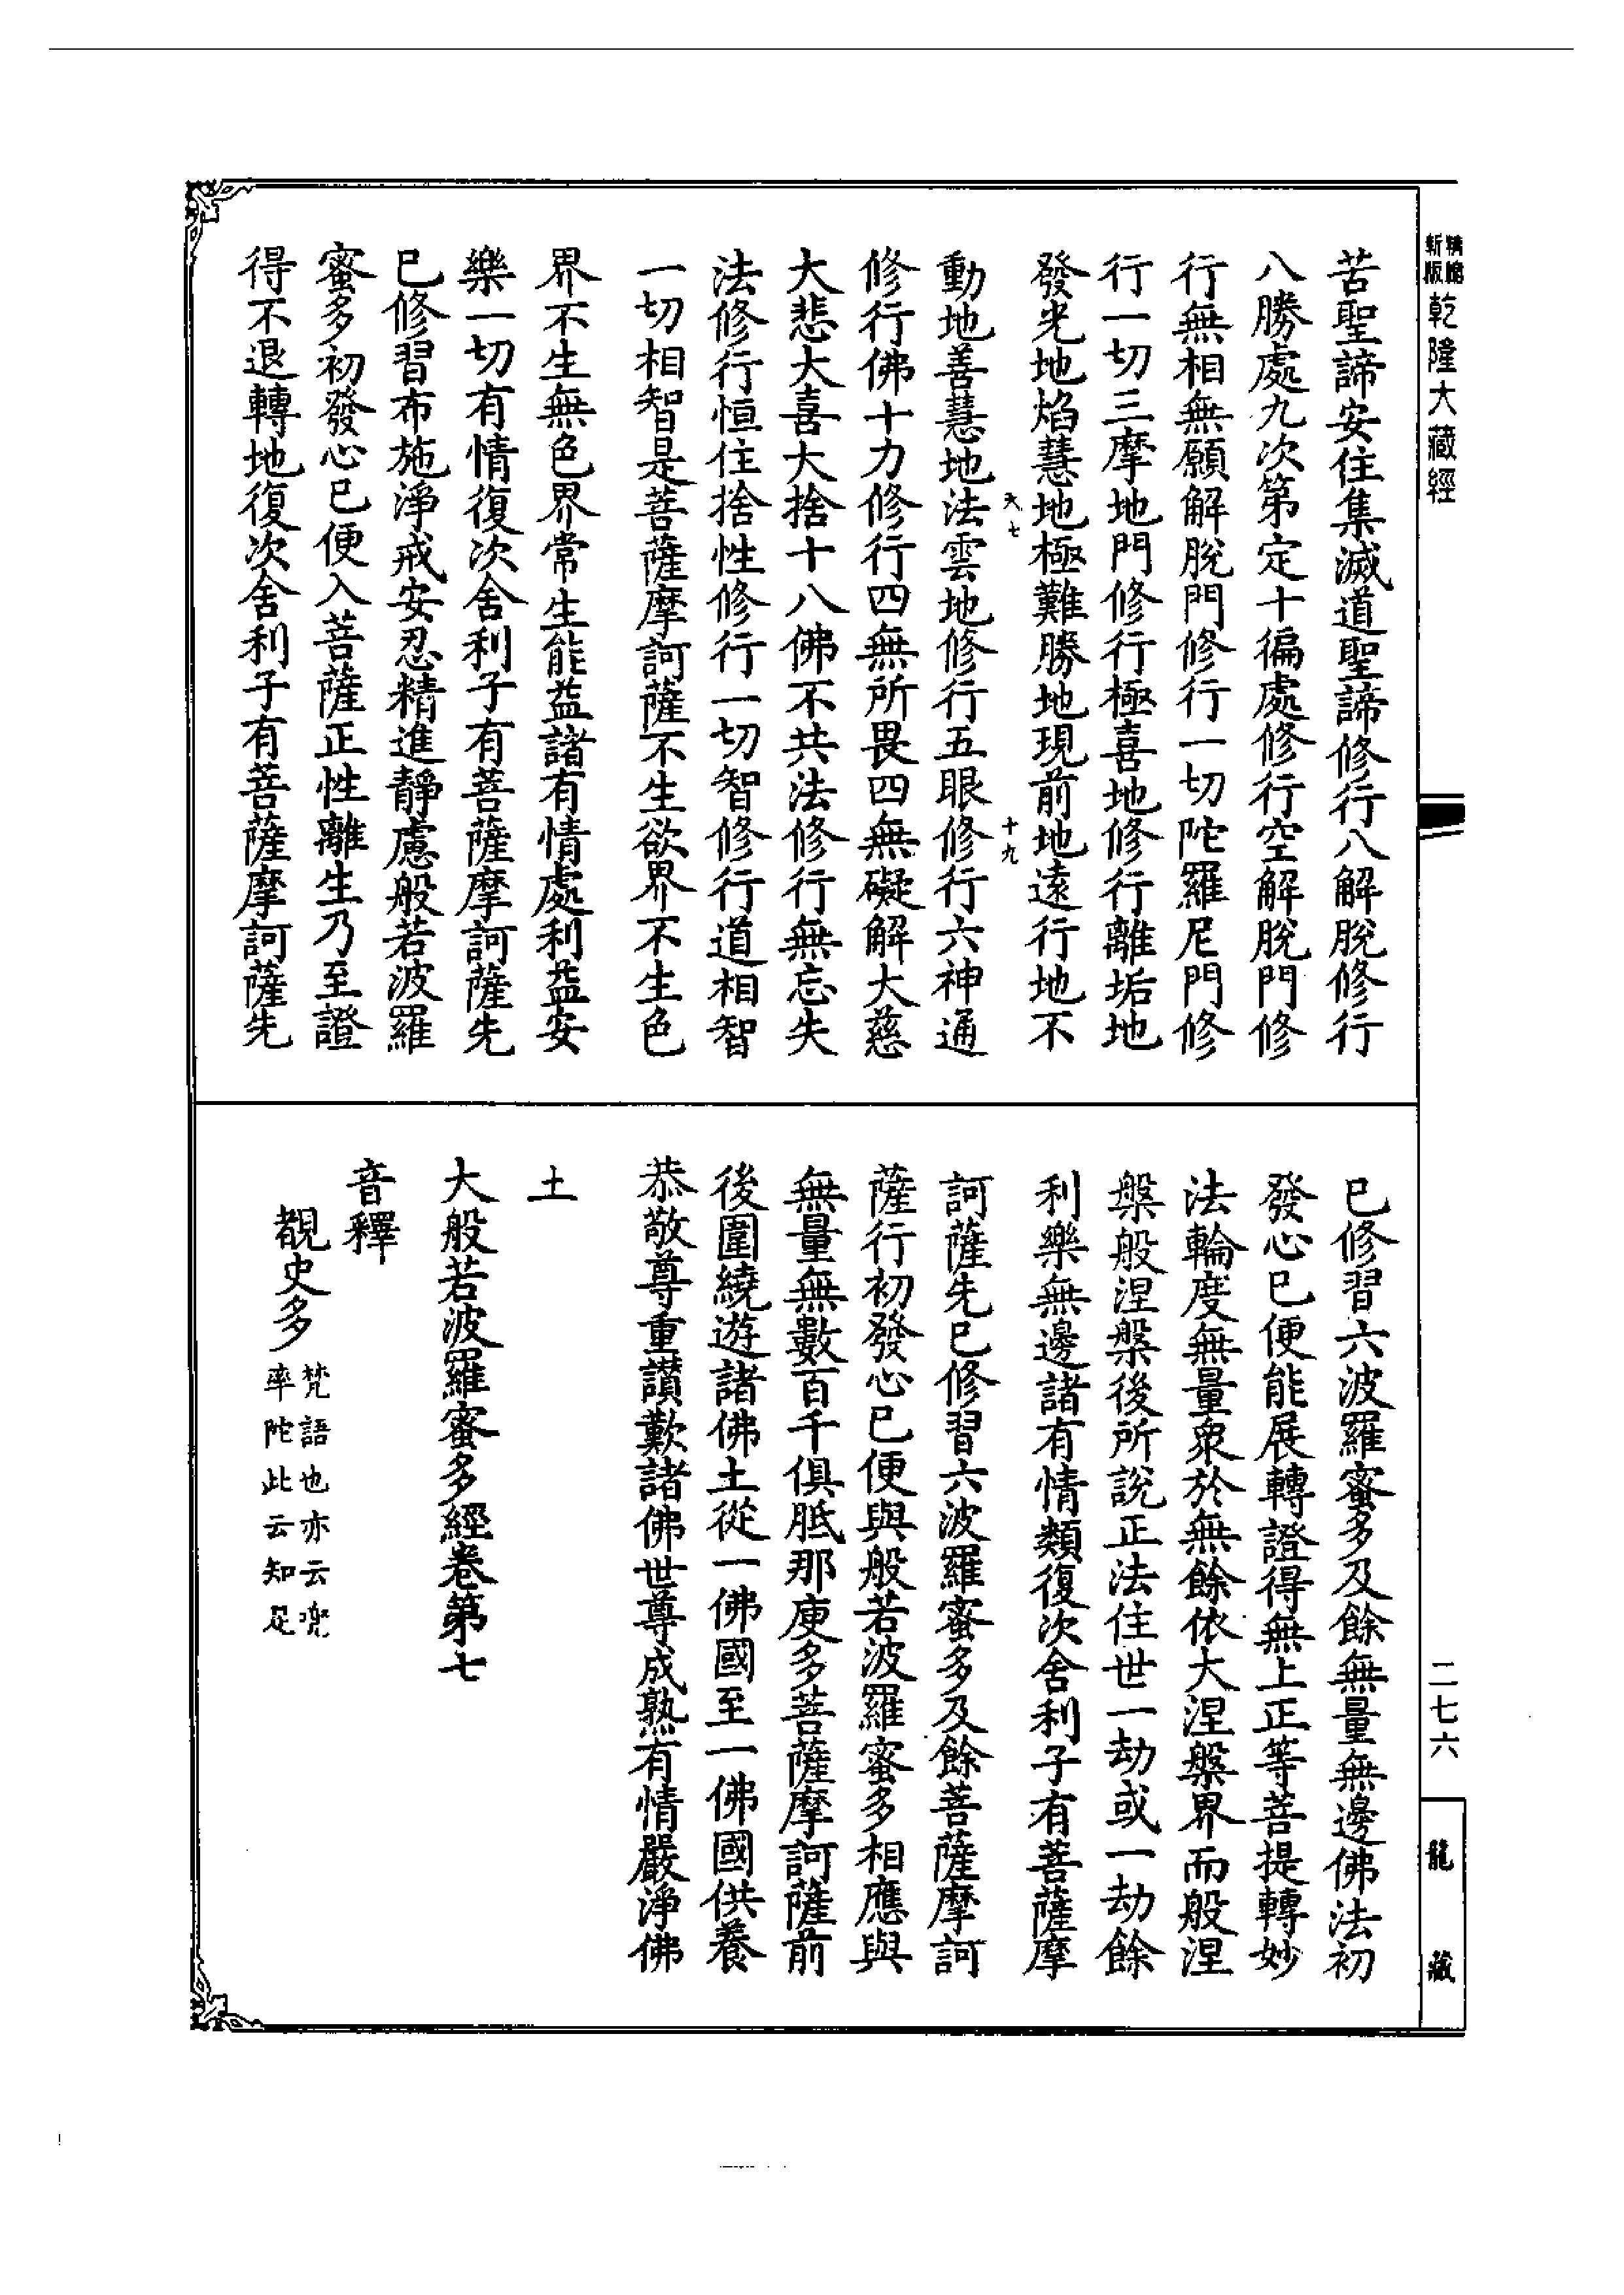 精繪新版乾隆大藏經
苦聖諦安住集滅道聖諦修行八解脫修行
八勝處九次第定十徧處修行空解脫門修
行無相無願解脫門修行一切陀羅尼門修
行一切三摩地門修行極喜地修行離垢地
發光地焰慧地極難勝地現前地遠行地不
天七 十九
動地善慧地法雲地修行五眼修行六神通
修行佛十力修行四無所畏四無礙解大慈
大悲大喜大捨十八佛不共法修行無忘失
法修行恒住捨性修行一切智修行道相智
一切相智是菩薩摩訶薩不生欲界不生色
界不生無色界常生能益諸有情處利益安
樂一切有情復次舍利子有菩薩摩訶薩先
已修習布施淨戒安忍精進靜慮般若波羅
蜜多初發心已便入菩薩正性離生乃至證
得不退轉地復次舍利子有菩薩摩訶薩先
已修習六波羅蜜多及餘無量無邊佛法初
發心已便能展轉證得無上正等菩提轉妙
法輪度無量衆於無餘依大涅槃界而般涅
槃般涅槃後所說正法住世一劫或一劫餘
利樂無邊諸有情類復次舍利子有菩薩摩
訶薩先已修習六波羅蜜多及餘菩薩摩訶
薩行初發心已便與般若波羅蜜多相應與
無量無數百千俱胝那庾多菩薩摩訶薩前
後圍繞遊諸佛土從一佛國至一佛國供養
恭敬尊重讃歎諸佛世尊成熟有情嚴淨佛
土
大般若波羅蜜多經卷第七
音釋
覩史多 梵語也亦云兜
率陀此云知足
二七六
龍藏